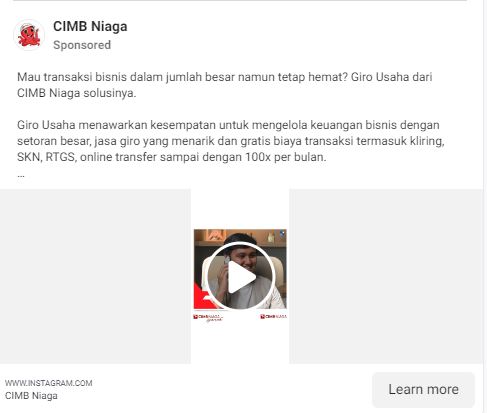 CIMB Niaga
Sponsored
Mau transaksi bisnis dalam jumlah besar namun tetap hemat? Giro Usaha dari
CIMB Niaga solusinya.
Giro Usaha menawarkan kesempatan untuk mengelola keuangan bisnis dengan
setoran besar, jasa giro yang menarik dan gratis biaya transaksi termasuk kliring,
SKN, RTGS, online transfer sampai dengan 100x per bulan.
...
CIMB NIAGA
CIMB NIAGA
WWW.INSTAGRAM.COM
CIMB Niaga
Learn more